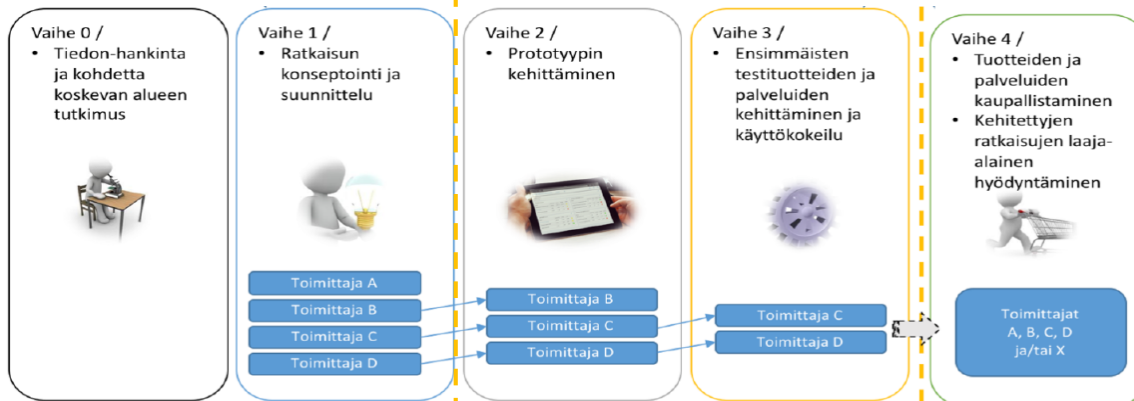 Vaihe 0 /
• Tiedon-hankinta
ja kohdetta
koskevan alueen
tutkimus
Vaihe 1 /
• Ratkaisun
konseptointi ja
suunnittelu
Toimittaja A
Toimittaja B
Toimittaja C
Toimittaja D
Vaihe 2 /
• Prototyypin
kehittäminen
Toimittaja B
Toimittaja C
Toimittaja D
Vaihe 3 /
• Ensimmäisten
testituotteiden ja
palveluiden
kehittäminen ja
käyttökokeilu
Toimittaja C
Toimittaja D
Vaihe 4 /
• Tuotteiden ja
palveluiden
kaupallistaminen
• Kehitettyjen
ratkaisujen laaja-
alainen
hyödyntäminen
Toimittajat
A, B, C, D
ja/tai X